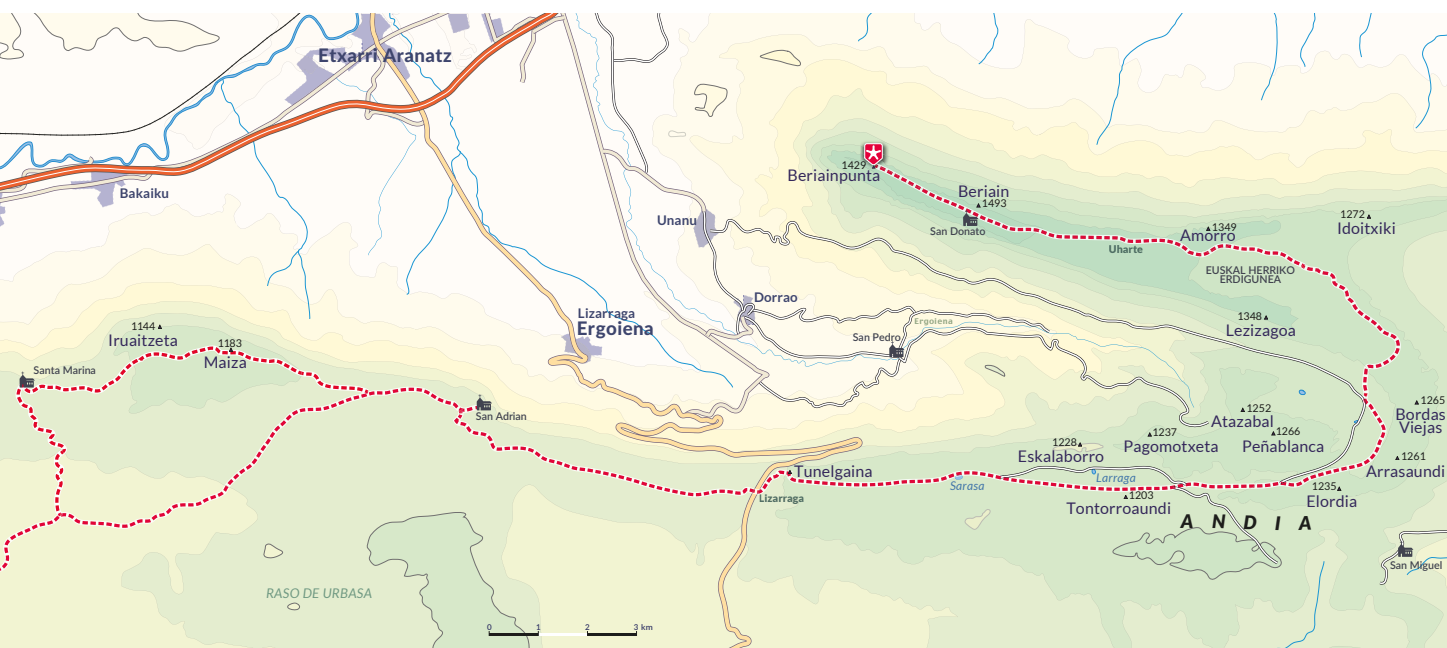 Etxarri Aranatz
Bakaiku
1429
Beriainpunta
Beriain
1493
San Donato
Unanu
Uharte
1349
Amorro
1272
Idoitxiki
EUSKAL HERRIKO
ERDIGUNEA
Dorrao
Lizarraga
Ergoiena
Ergoiena
San Pedro
1348
Lezizagoa
1144
Iruaitzeta
1183
Maiza
Santa Marina
San Adrian
1252
Atazabal
1265
Bordas
Viejas
1237
Pagomotxeta
1266
Peñablanca
1228
Eskalaborro
1261
Arrasaundi
Tunelgaina
Lizarraga
Sarasa
Larraga
1203
Tontorroaundi
1235
Elordia
ANDIA
San Miguel
RASO DE URBASA
0 1 2 3 km